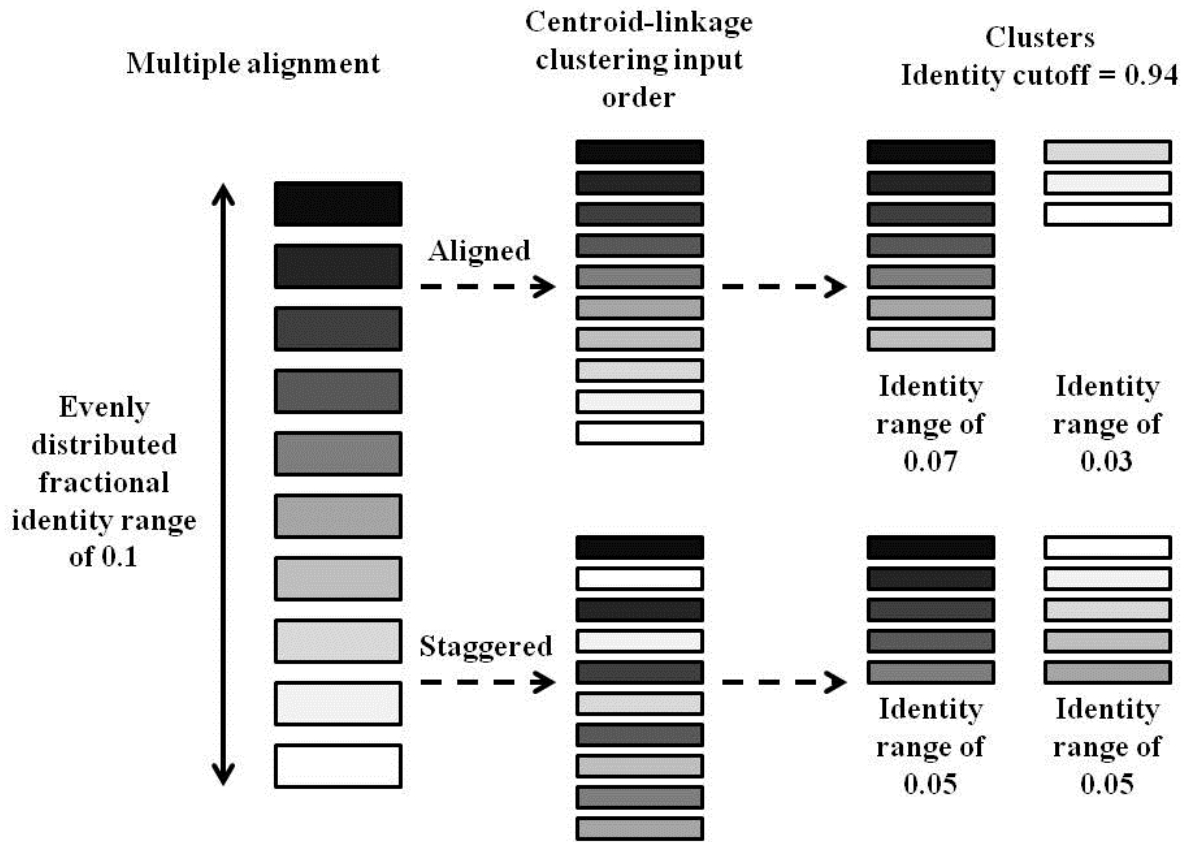 Multiple alignment
Centroid-linkage
clustering input
order
Clusters
Identity cutoff = 0.94
Evenly
distributed
fractional
identity range
of 0.1
Aligned
Identity
range of
0.07
Identity
range of
0.03
Staggered
Identity
range of
0.05
Identity
range of
0.05